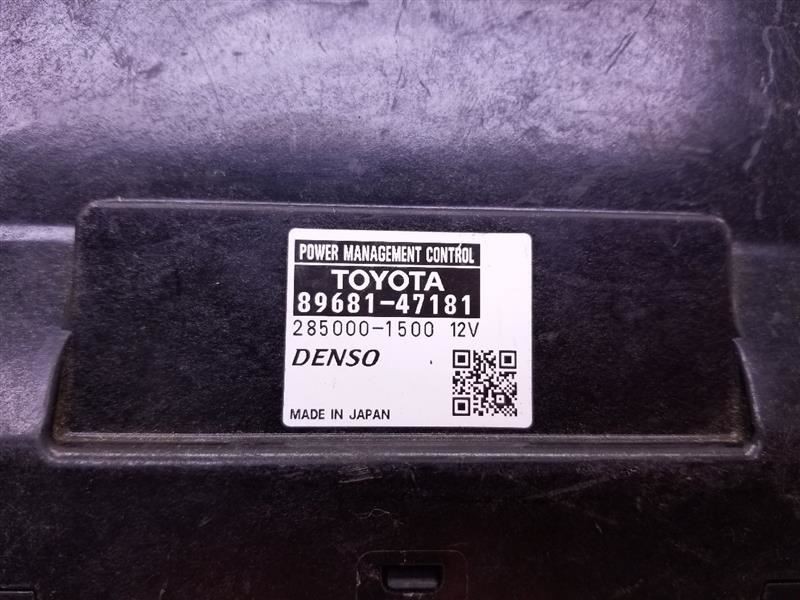 POWER MANAGEMENT CONTROL
TOYOTA
89681-47181
285000-1500 12V
DENSO
MADE IN JAPAN